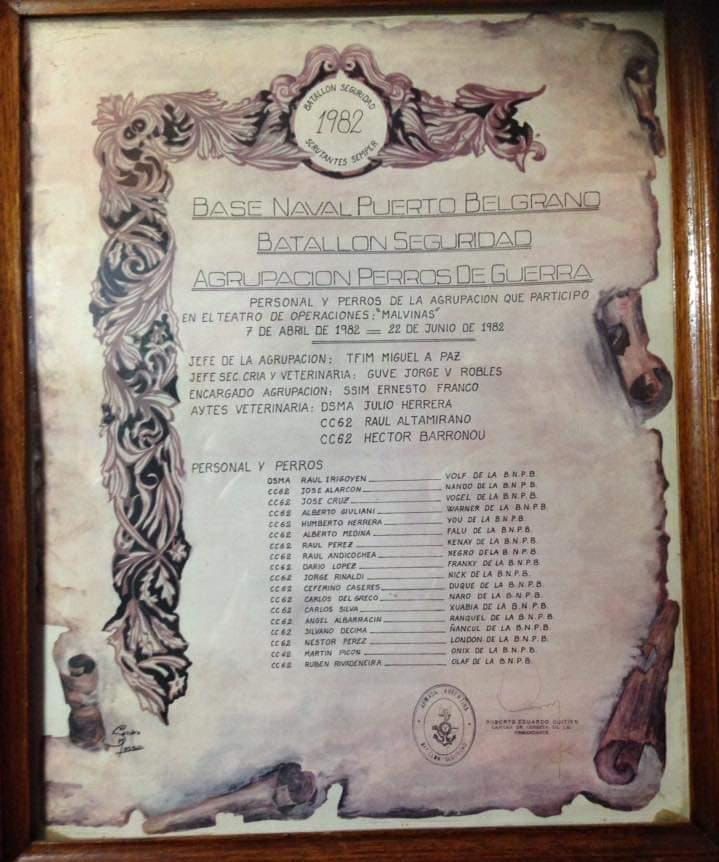 BATALLON SEGURIDAD
1982
SCRUTANTES SEMPER
BASE NAVAL PUERTO BELGRANO
BATALLON SEGURIDAD
AGRUPACION PERROS DE GUERRA
PERSONAL Y PERROS DE LA AGRUPACION QUE PARTICIPO
EN EL TEATRO DE OPERACIONES: "MALVINAS"
7 DE ABRIL DE 1982 — 22 DE JUNIO DE 1982
JEFE DE LA AGRUPACION: TFIM MIGUEL A PAZ
JEFE SEC. CRIA Y VETERINARIA: GUVE JORGE V ROBLES
ENCARGADO AGRUPACION: SSIM ERNESTO FRANCO
AYTES VETERINARIA: DSMA JULIO HERRERA
CC62 RAUL ALTAMIRANO
CC62 HECTOR BARRONOU
PERSONAL Y PERROS
DSMA RAUL IRIGOYEN VOLF DE LA B.N.P.B.
CC62 JOSE ALARCON NANDO DE LA B.N.P.B.
CC62 JOSE CRUZ VOGEL DE LA B.N.P.B.
CC62 ALBERTO GIULIANI WARNER DE LA B.N.P.B.
CC62 HUMBERTO HERRERA YOU DE LA B.N.P.B.
CC62 ALBERTO MEDINA FALU DE LA B.N.P.B.
CC62 RAUL PEREZ KENAY DE LA B.N.P.B.
CC62 RAUL ANDICOCHEA NEGRO DE LA B.N.P.B.
CC62 DARIO LOPEZ FRANKY DE LA B.N.P.B.
CC62 JORGE RINALDI NICK DE LA B.N.P.B.
CC62 CEFERINO CASERES DUQUE DE LA B.N.P.B.
CC62 CARLOS DEL GRECO NARO DE LA B.N.P.B.
CC62 CARLOS SILVA XUABIA DE LA B.N.P.B.
CC62 ANGEL ALBARRACIN RANQUEL DE LA B.N.P.B.
CC62 SILVANO DECIMA ÑANCUL DE LA B.N.P.B.
CC62 NESTOR PEREZ LONDON DE LA B.N.P.B.
CC62 MARTIN PICON ONIX DE LA B.N.P.B.
CC62 RUBEN RIVADENEIRA OLAF DE LA B.N.P.B.
ARMADA ARGENTINA
ROBERTO EDUARDO
CAPITAN DE CORBETA
COMANDANTE